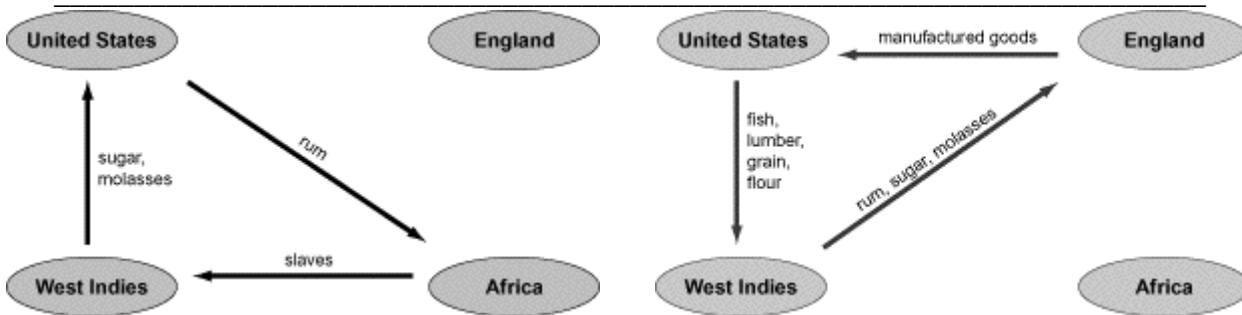 United States
England
rum
sugar,
molasses
slaves
West Indies
Africa
United States
manufactured goods
England
fish,
lumber,
grain,
flour
rum, sugar, molasses
West Indies
Africa